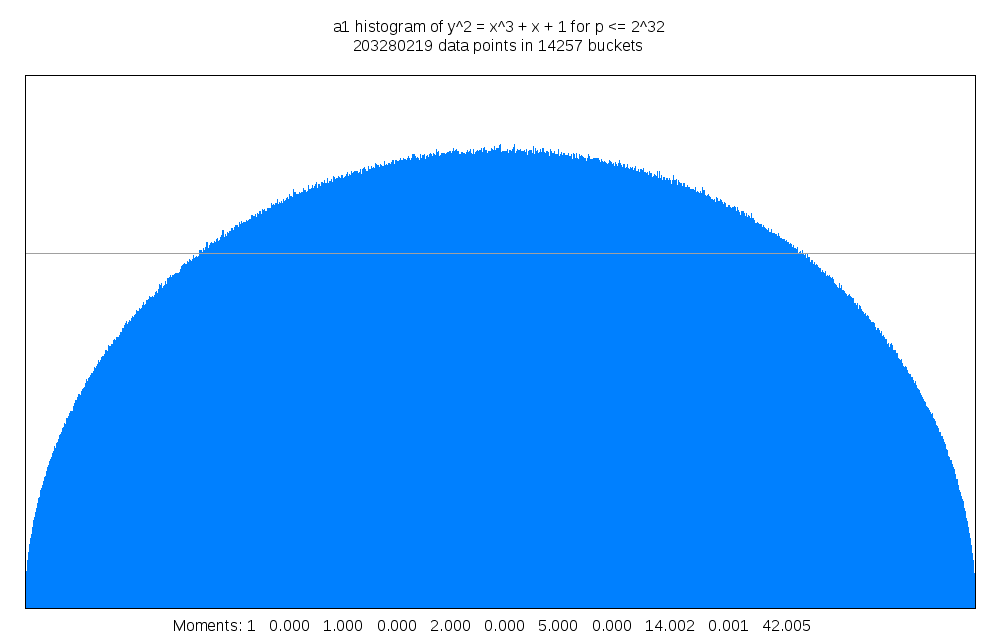 a1 histogram of y^2 = x^3 + x + 1 for p <= 2^32
203280219 data points in 14257 buckets
Moments: 1 0.000 1.000 0.000 2.000 0.000 5.000 0.000 14.002 0.001 42.005